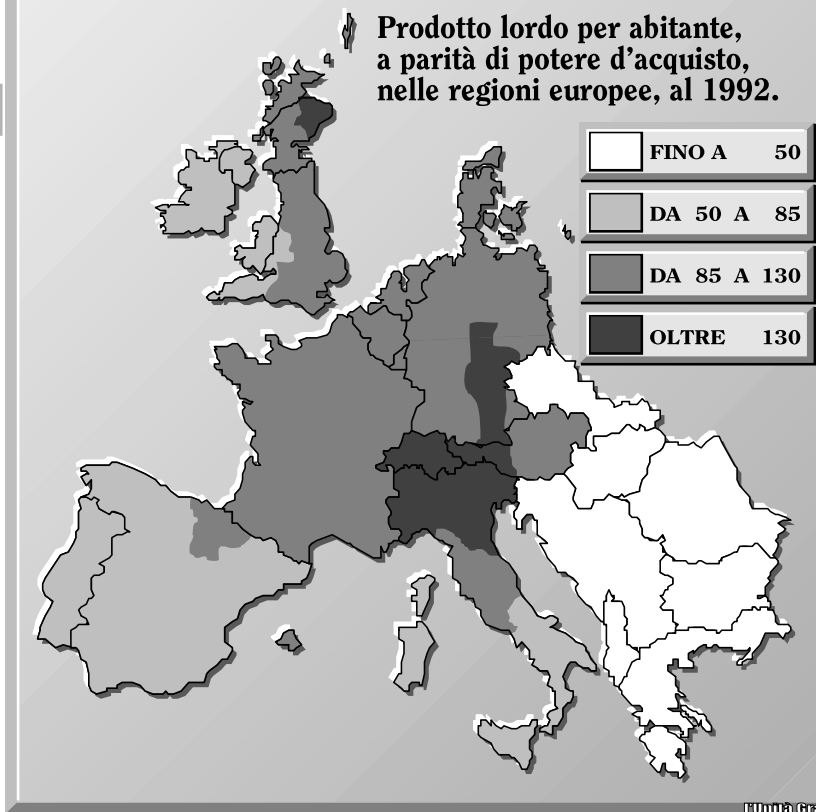 Prodotto lordo per abitante,
a parità di potere d'acquisto,
nelle regioni europee, al 1992.
FINO A 50
DA 50 A 85
DA 85 A 130
OLTRE 130
l'Unità